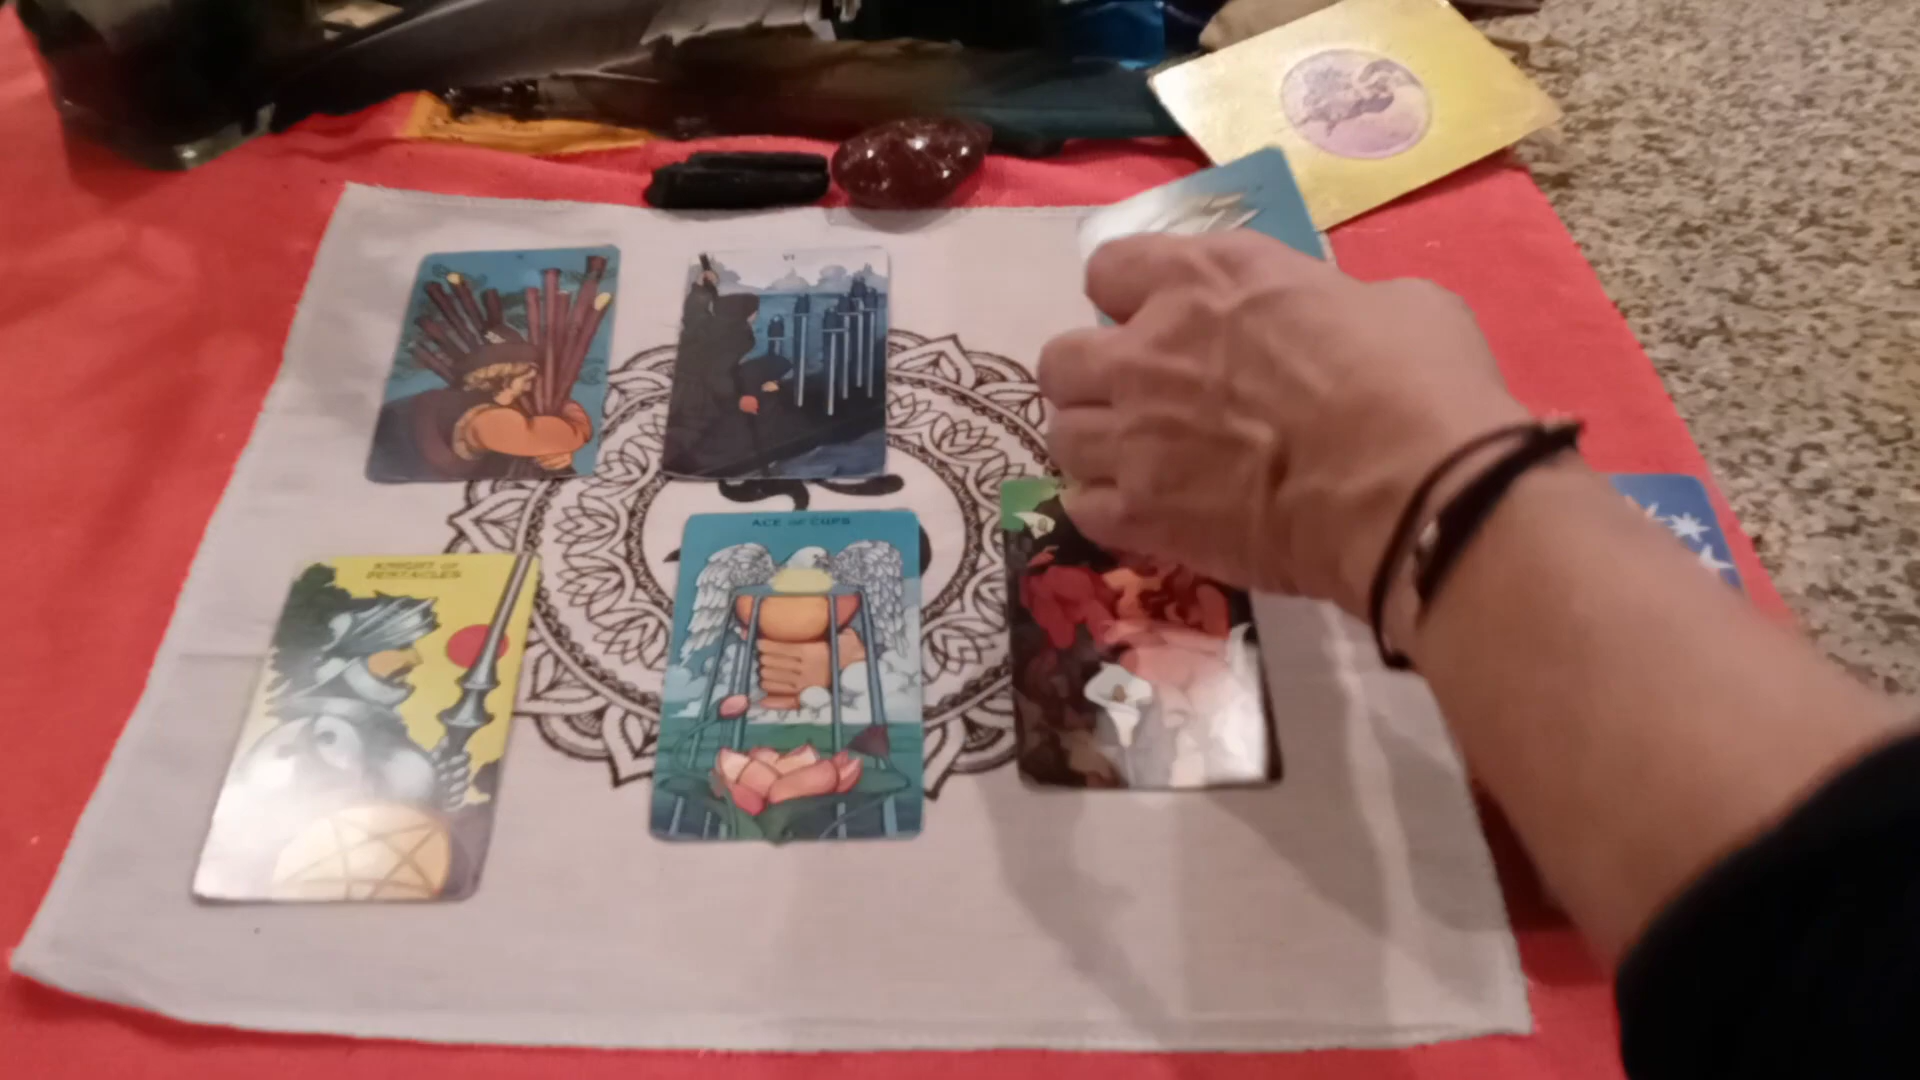 VI
ACE OF CUPS
KNIGHT OF
PENTACLES